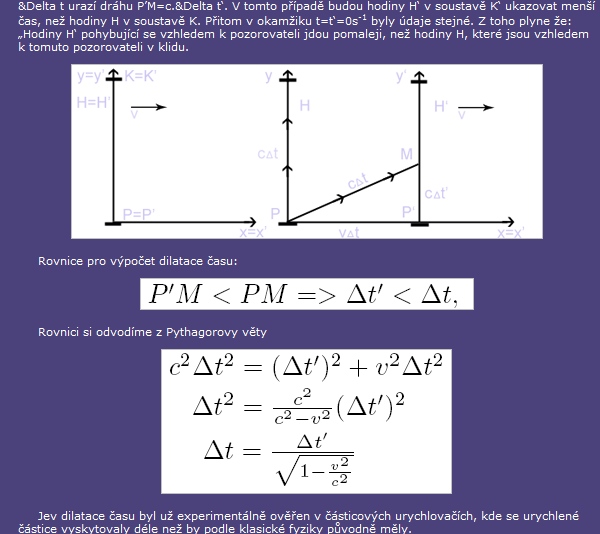 &Delta t urazí dráhu P´M=c.&Delta t‵. V tomto případě budou hodiny H‵ v soustavě K‵ ukazovat menší
čas, než hodiny H v soustavě K. Přitom v okamžiku t=t‵=0s⁻¹ byly údaje stejné. Z toho plyne že:
„Hodiny H‵ pohybující se vzhledem k pozorovateli jdou pomaleji, než hodiny H, které jsou vzhledem
k tomuto pozorovateli v klidu.
y=y' K=K'
H=H'
v
P=P'
x=x'
y
H
cΔt
P
y'
H'
v
M
cΔt
cΔt'
P'
vΔt
x=x'
Rovnice pro výpočet dilatace času:
P′M < PM => Δt′ < Δt,
Rovnici si odvodíme z Pythagorovy věty
c²Δt² = (Δt′)² + v²Δt²
Δt² = c²/(c²−v²) (Δt′)²
Δt = Δt′/√(1−v²/c²)
Jev dilatace času byl už experimentálně ověřen v částicových urychlovačích, kde se urychlené
částice vyskytovaly déle než by podle klasické fyziky původně měly.